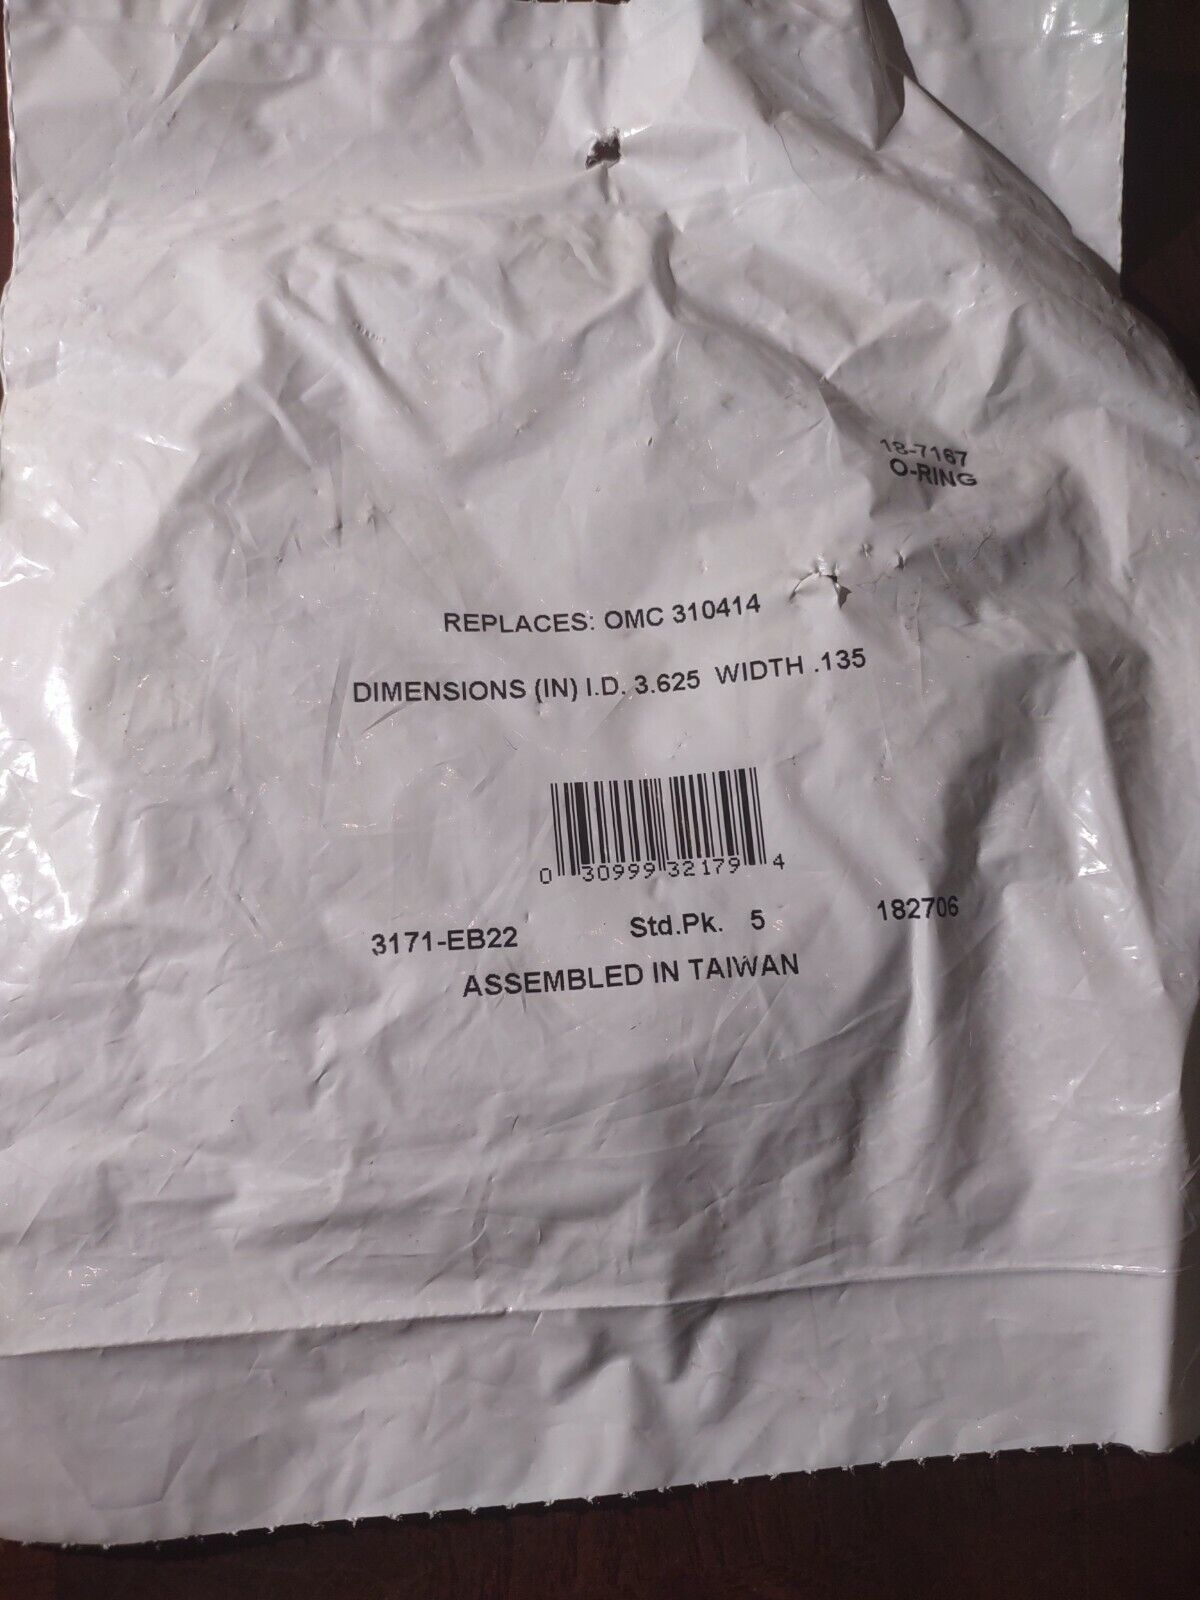 18-7167
O-RING
REPLACES: OMC 310414
DIMENSIONS (IN) I.D. 3.625 WIDTH .135
0 30999 32179 4
3171-EB22 Std.Pk. 5 182706
ASSEMBLED IN TAIWAN